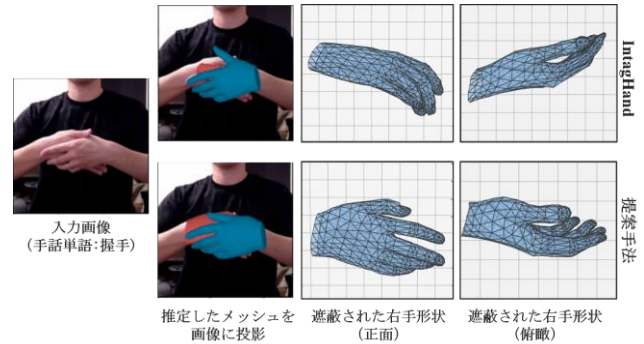 IntagHand
提案手法
入力画像
(手話単語:握手)
推定したメッシュを
画像に投影
遮蔽された右手形状
(正面)
遮蔽された右手形状
(俯瞰)